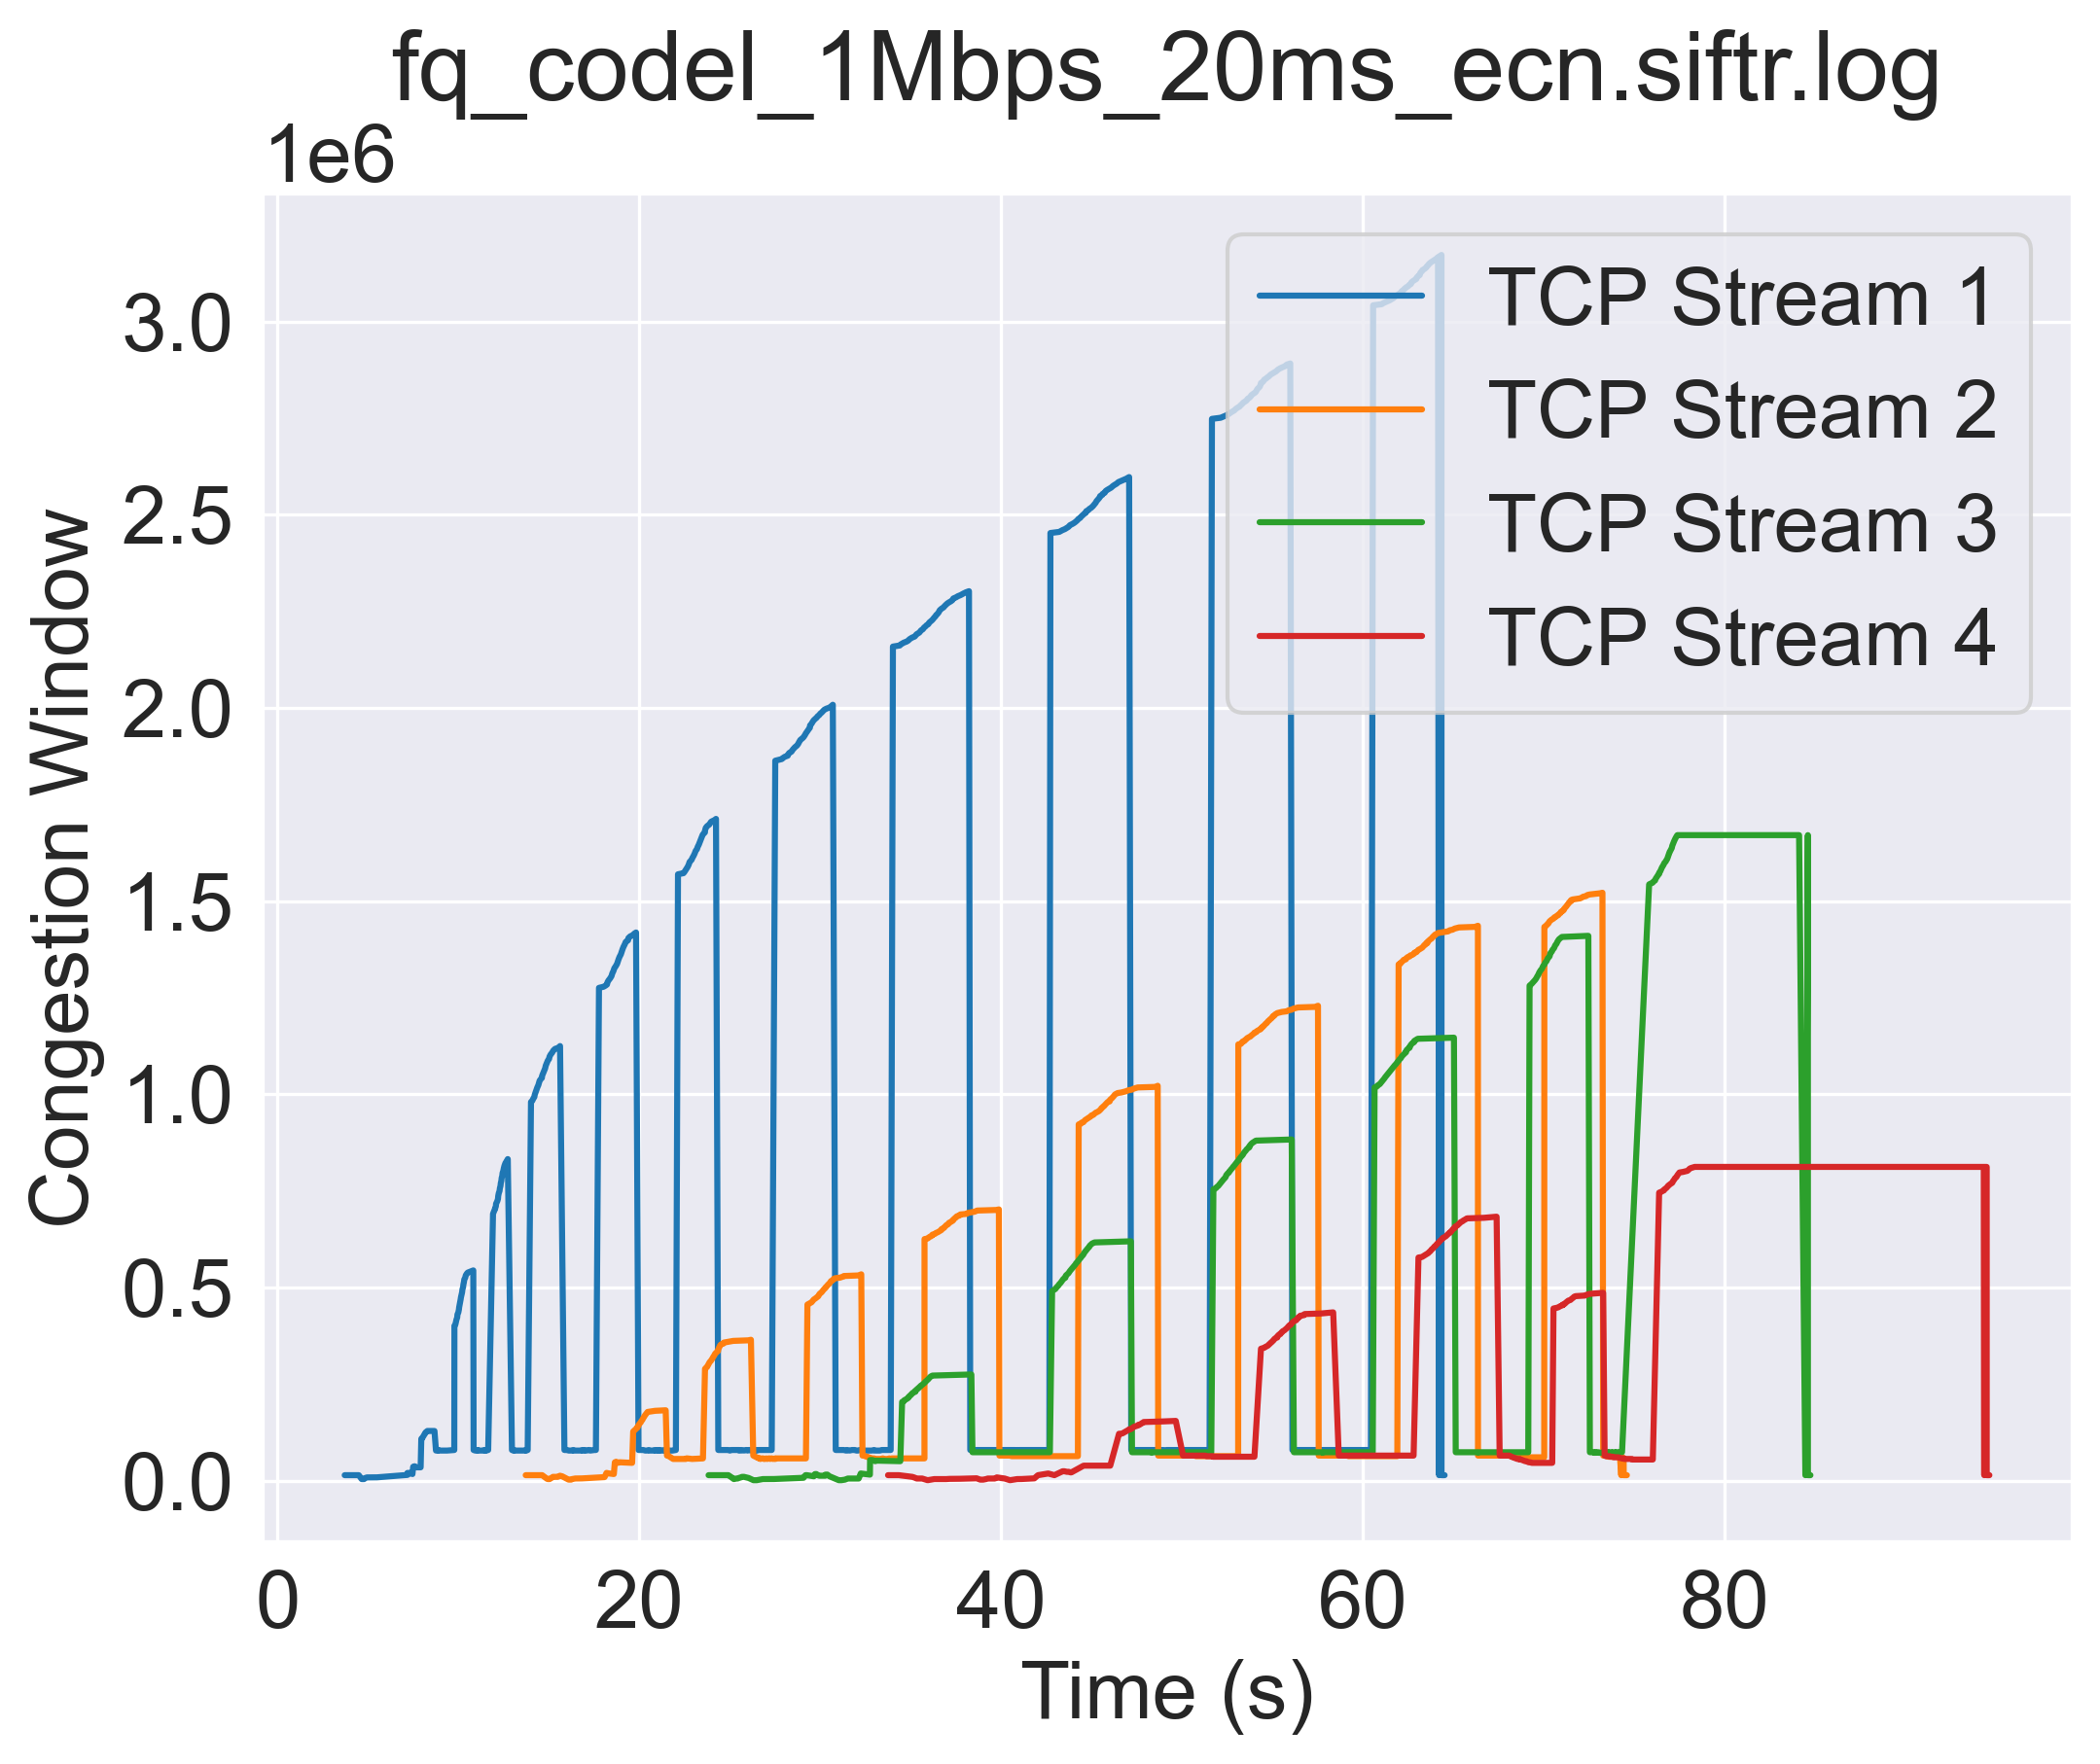 fq_codel_1Mbps_20ms_ecn.siftr.log
1e6
3.0
2.5
2.0
1.5
1.0
0.5
0.0
Congestion Window
TCP Stream 1
TCP Stream 2
TCP Stream 3
TCP Stream 4
0 20 40 60 80
Time (s)